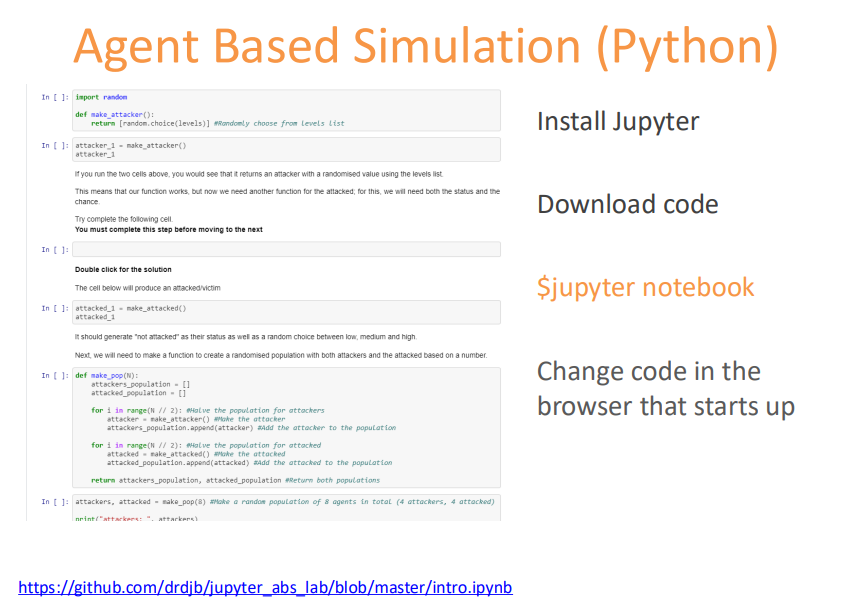 Agent Based Simulation (Python)
In [ ]: import random
def make_attacker():
return [random.choice(levels)] #Randomly choose from levels list
In [ ]: attacker_1 = make_attacker()
attacker_1
If you run the two cells above, you would see that it returns an attacker with a randomised value using the levels list.
This means that our function works, but now we need another function for the attacked; for this, we will need both the status and the
chance.
Try complete the following cell.
You must complete this step before moving to the next
In [ ]:
Double click for the solution
The cell below will produce an attacked/victim
In [ ]: attacked_1 = make_attacked()
attacked_1
It should generate "not attacked" as their status as well as a random choice between low, medium and high.
Next, we will need to make a function to create a randomised population with both attackers and the attacked based on a number.
In [ ]: def make_pop(N):
attackers_population = []
attacked_population = []
for i in range(N // 2): #Halve the population for attackers
attacker = make_attacker() #Make the attacker
attackers_population.append(attacker) #Add the attacker to the population
for i in range(N // 2): #Halve the population for attacked
attacked = make_attacked() #Make the attacked
attacked_population.append(attacked) #Add the attacked to the population
return attackers_population, attacked_population #Return both populations
In [ ]: attackers, attacked = make_pop(8) #Make a random population of 8 agents in total (4 attackers, 4 attacked)
print("attackers: ", attackers)
Install Jupyter
Download code
$jupyter notebook
Change code in the
browser that starts up
https://github.com/drdjb/jupyter_abs_lab/blob/master/intro.ipynb